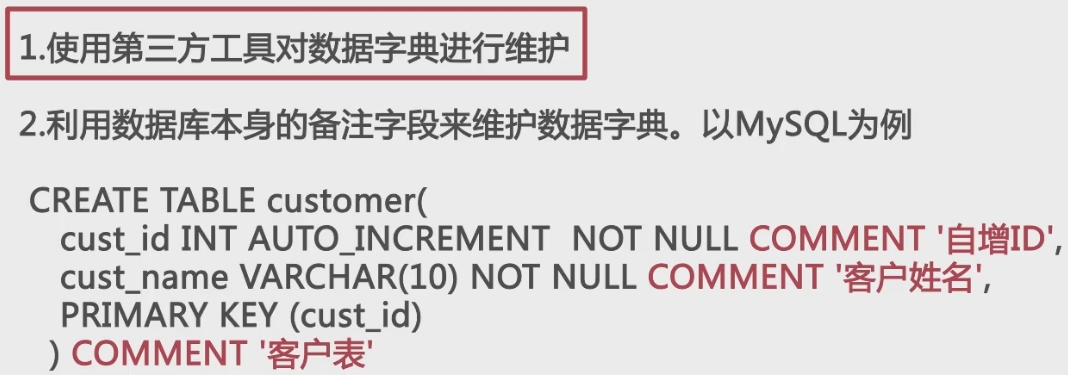 1.使用第三方工具对数据字典进行维护
2.利用数据库本身的备注字段来维护数据字典。以MySQL为例
CREATE TABLE customer(
cust_id INT AUTO_INCREMENT  NOT NULL COMMENT '自增ID',
cust_name VARCHAR(10) NOT NULL COMMENT '客户姓名',
PRIMARY KEY (cust_id)
) COMMENT '客户表'